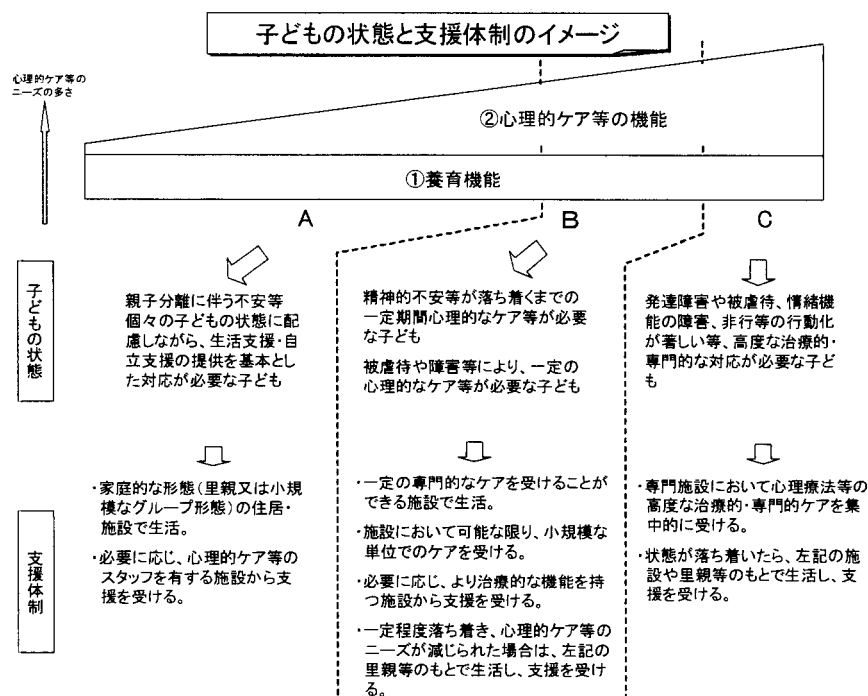 子どもの状態と支援体制のイメージ
心理的ケア等の
ニーズの多さ
②心理的ケア等の機能
①養育機能
A
B
C
子どもの状態
親子分離に伴う不安等
個々の子どもの状態に配
慮しながら、生活支援・自
立支援の提供を基本とし
た対応が必要な子ども
精神的不安等が落ち着くまでの
一定期間心理的なケア等が必要
な子ども
被虐待や障害等により、一定の
心理的なケア等が必要な子ども
発達障害や被虐待、情緒機
能の障害、非行等の行動化
が著しい等、高度な治療的・
専門的な対応が必要な子ど
も
支援体制
・家庭的な形態(里親又は小規
模なグループ形態)の住居・
施設で生活。
・必要に応じ、心理的ケア等の
スタッフを有する施設から支
援を受ける。
・一定の専門的なケアを受けることが
できる施設で生活。
・施設において可能な限り、小規模な
単位でのケアを受ける。
・必要に応じ、より治療的な機能を持
つ施設から支援を受ける。
・一定程度落ち着き、心理的ケア等の
ニーズが減じられた場合は、左記の
里親等のもとで生活し、支援を受け
る。
・専門施設において心理療法等の
高度な治療的・専門的ケアを集
中的に受ける。
・状態が落ち着いたら、左記の施
設や里親等のもとで生活し、支
援を受ける。